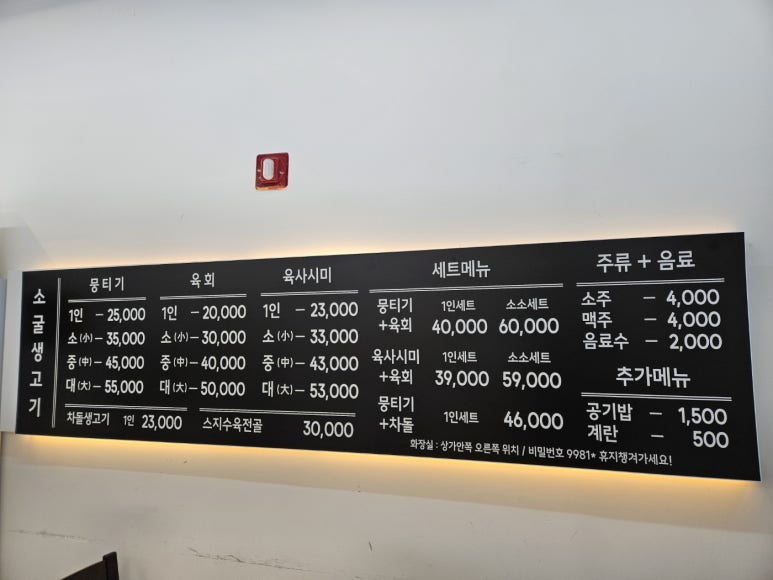 소굴생고기
뭉티기
1인 - 25,000
소(小) - 35,000
중(中) - 45,000
대(大) - 55,000
육회
1인 - 20,000
소(小) - 30,000
중(中) - 40,000
대(大) - 50,000
육사시미
1인 - 23,000
소(小) - 33,000
중(中) - 43,000
대(大) - 53,000
차돌생고기 1인 23,000
스지수육전골 30,000
세트메뉴
뭉티기 1인세트 소소세트
+육회 40,000 60,000
육사시미 1인세트 소소세트
+육회 39,000 59,000
뭉티기
+차돌 1인세트 46,000
주류 + 음료
소주 - 4,000
맥주 - 4,000
음료수 - 2,000
추가메뉴
공기밥 - 1,500
계란 - 500
화장실 : 상가안쪽 오른쪽 위치 / 비밀번호 9981* 휴지챙겨가세요!